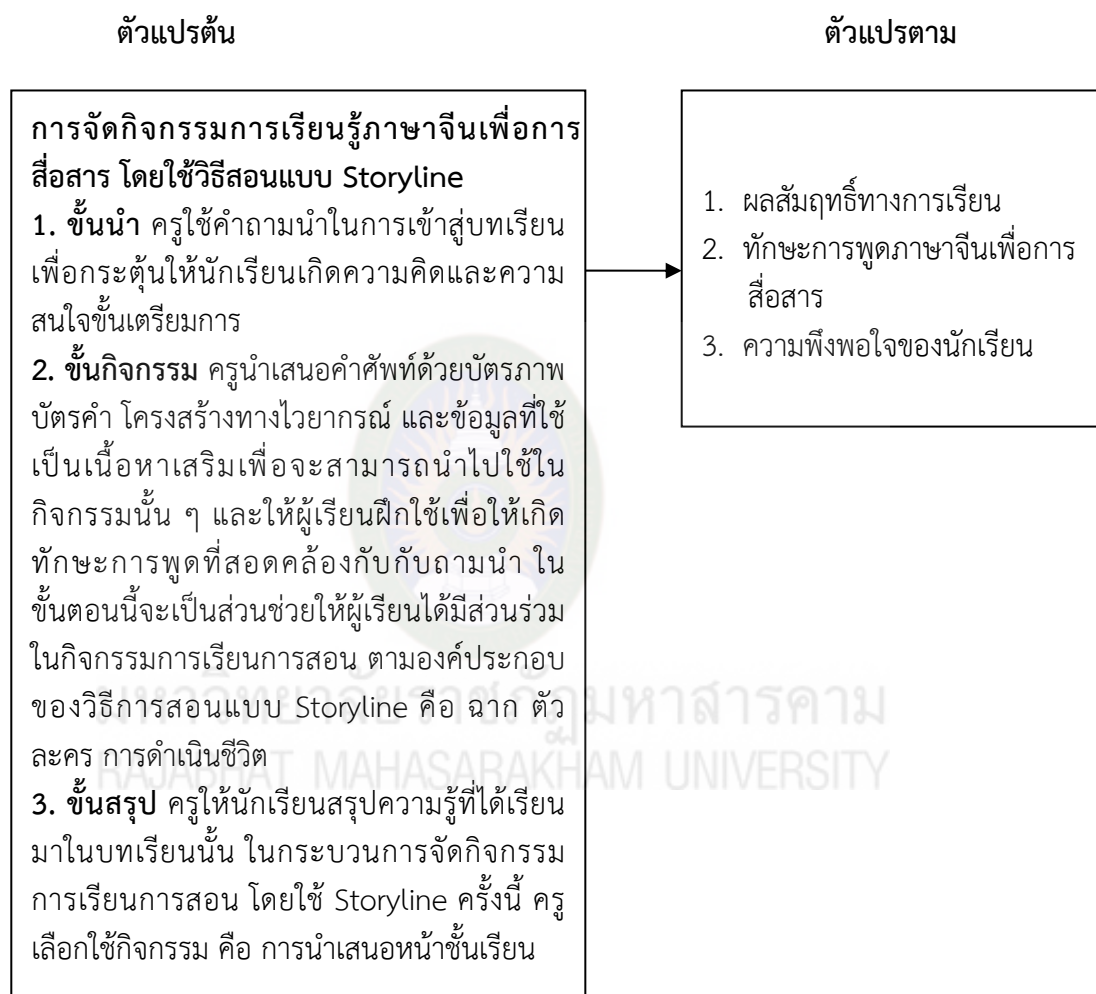 ตัวแปรต้น
ตัวแปรตาม
การจัดกิจกรรมการเรียนรู้ภาษาจีนเพื่อการ
สื่อสาร โดยใช้วิธีสอนแบบ Storyline
1. ขั้นนำ ครูใช้คำถามนำในการเข้าสู่บทเรียน
เพื่อกระตุ้นให้นักเรียนเกิดความคิดและความ
สนใจขั้นเตรียมการ
2. ขั้นกิจกรรม ครูนำเสนอคำศัพท์ด้วยบัตรภาพ
บัตรคำ โครงสร้างทางไวยากรณ์ และข้อมูลที่ใช้
เป็นเนื้อหาเสริมเพื่อจะสามารถนำไปใช้ใน
กิจกรรมนั้น ๆ และให้ผู้เรียนฝึกใช้เพื่อให้เกิด
ทักษะการพูดที่สอดคล้องกับกับถามนำ ใน
ขั้นตอนนี้จะเป็นส่วนช่วยให้ผู้เรียนได้มีส่วนร่วม
ในกิจกรรมการเรียนการสอน ตามองค์ประกอบ
ของวิธีการสอนแบบ Storyline คือ ฉาก ตัว
ละคร การดำเนินชีวิต
3. ขั้นสรุป ครูให้นักเรียนสรุปความรู้ที่ได้เรียน
มาในบทเรียนนั้น ในกระบวนการจัดกิจกรรม
การเรียนการสอน โดยใช้ Storyline ครั้งนี้ ครู
เลือกใช้กิจกรรม คือ การนำเสนอหน้าชั้นเรียน
1. ผลสัมฤทธิ์ทางการเรียน
2. ทักษะการพูดภาษาจีนเพื่อการ
สื่อสาร
3. ความพึงพอใจของนักเรียน
มหาวิทยาลัยราชภัฏมหาสารคาม
RAJABHAT MAHASARAKHAM UNIVERSITY